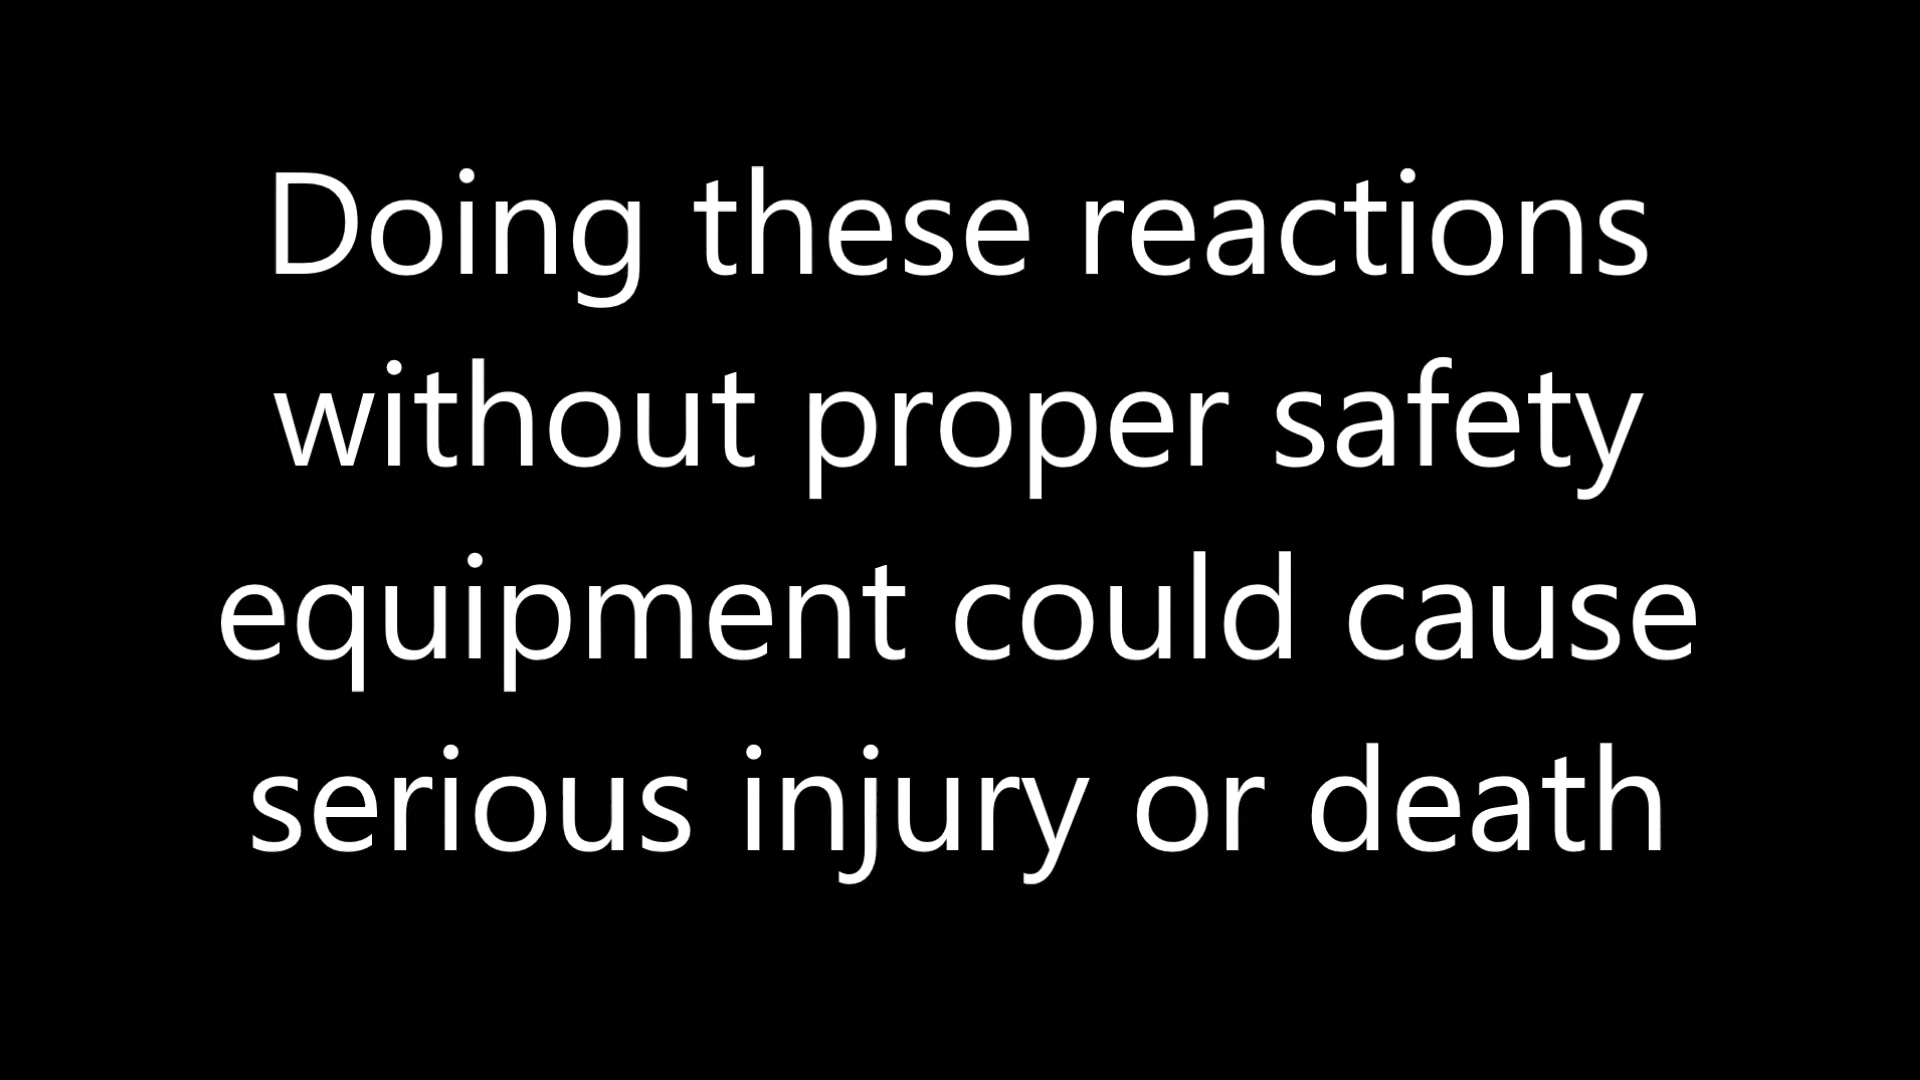 Doing these reactions
without proper safety
equipment could cause
serious injury or death